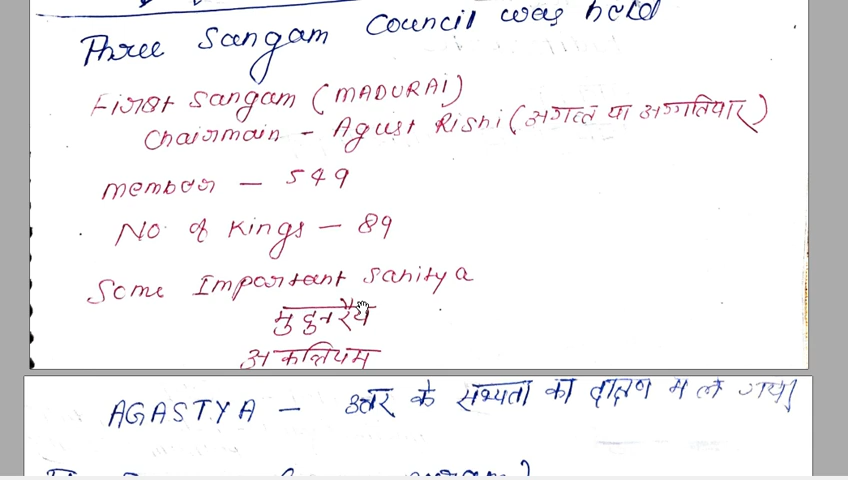 Three Sangam Council was held
First Sangam (MADURAI)
Chairmain - Agust Rishi (अगस्त या अगतियार)
member - 549
No. of Kings - 89
Some Important Sahitya
मुदुनरैय
अकत्तियम
AGASTYA - उत्तर के सभ्यता को दक्षिण में ले गया।